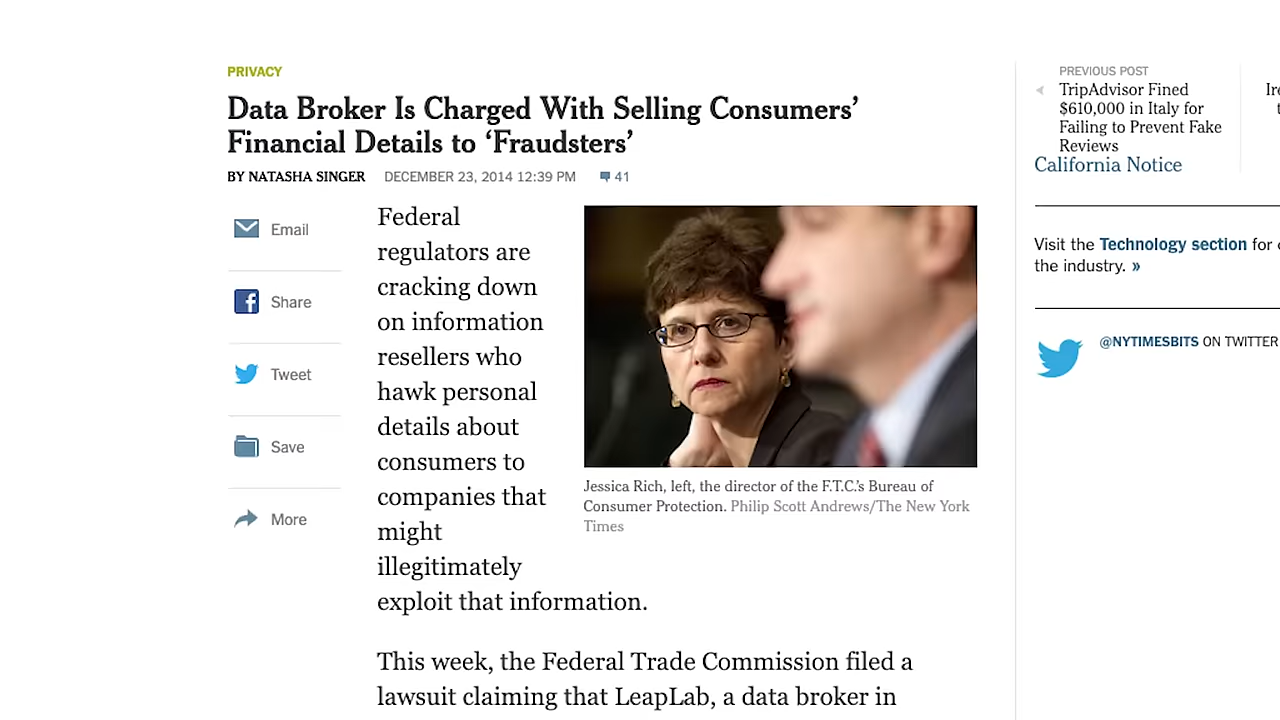 PRIVACY
Data Broker Is Charged With Selling Consumers’
Financial Details to ‘Fraudsters’
BY NATASHA SINGER DECEMBER 23, 2014 12:39 PM 41
Email
Share
Tweet
Save
More
Federal
regulators are
cracking down
on information
resellers who
hawk personal
details about
consumers to
companies that
might
illegitimately
exploit that information.
Jessica Rich, left, the director of the F.T.C.’s Bureau of
Consumer Protection. Philip Scott Andrews/The New York
Times
This week, the Federal Trade Commission filed a
lawsuit claiming that LeapLab, a data broker in
PREVIOUS POST
TripAdvisor Fined
$610,000 in Italy for
Failing to Prevent Fake
Reviews
California Notice
Visit the Technology section for
the industry. »
@NYTIMESBITS ON TWITTER